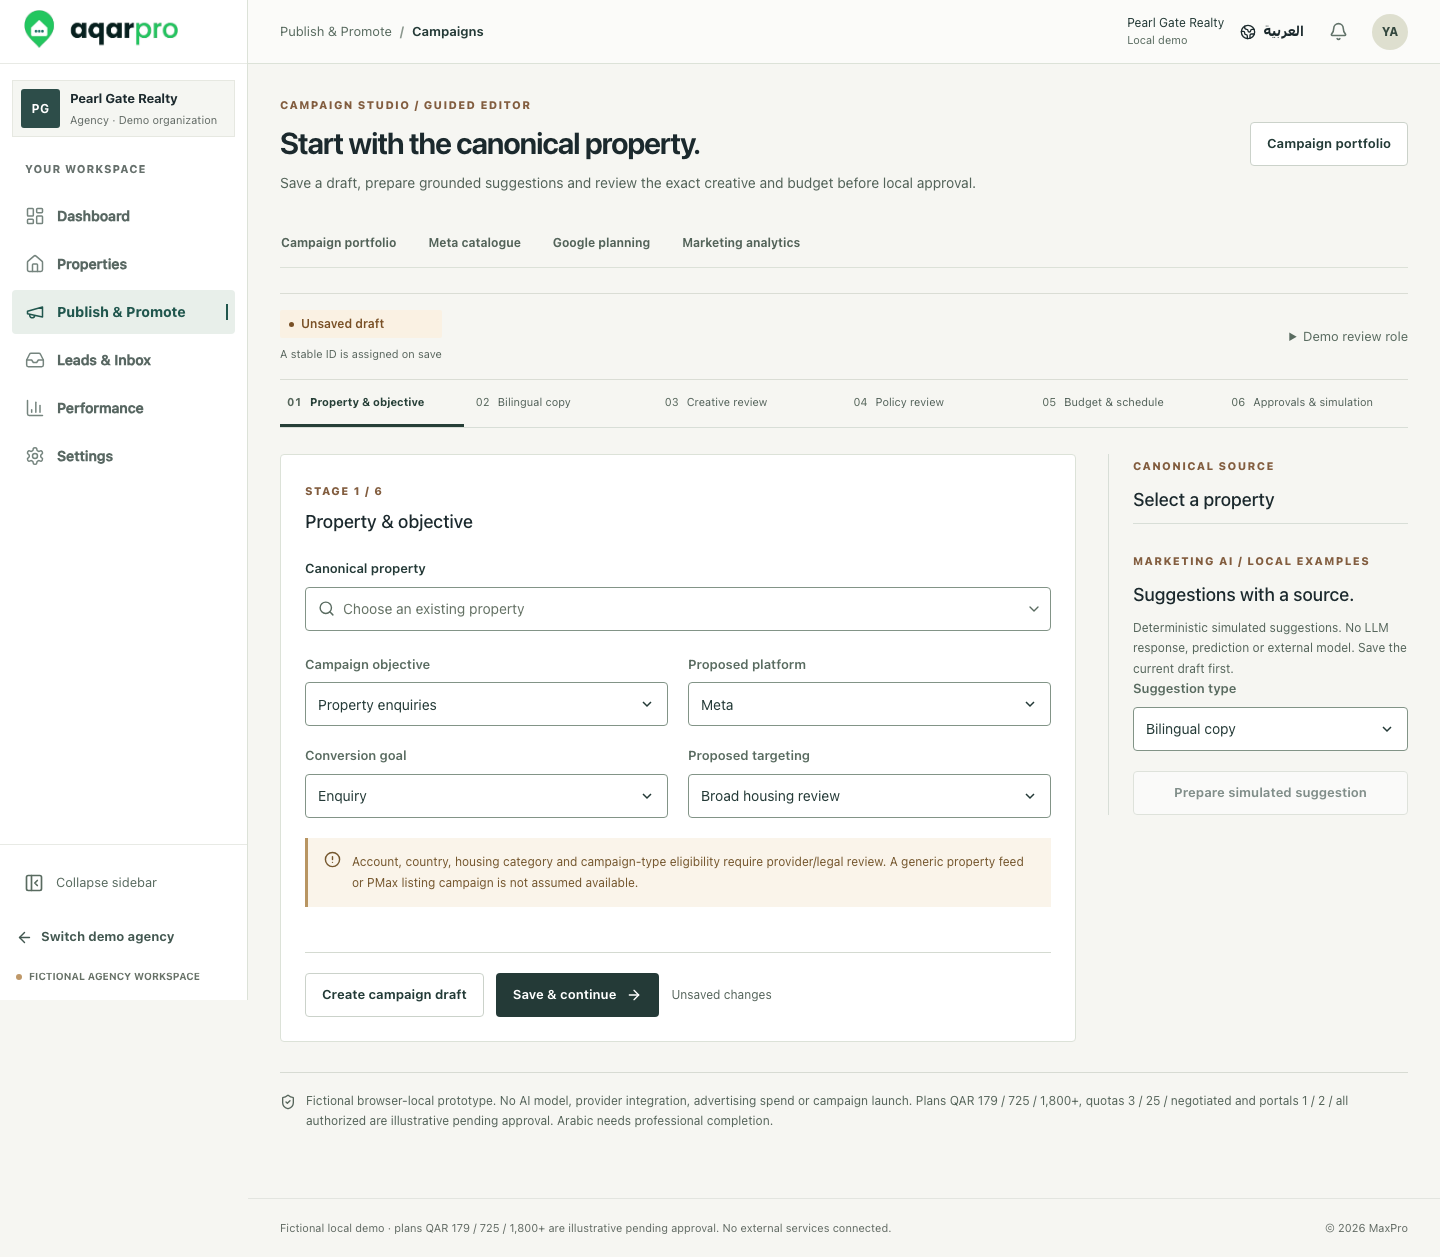 aqarpro
Publish & Promote / Campaigns
Pearl Gate Realty
Local demo
العربية
YA
PG
Pearl Gate Realty
Agency · Demo organization
YOUR WORKSPACE
Dashboard
Properties
Publish & Promote
Leads & Inbox
Performance
Settings
Collapse sidebar
Switch demo agency
FICTIONAL AGENCY WORKSPACE
CAMPAIGN STUDIO / GUIDED EDITOR
Start with the canonical property.
Save a draft, prepare grounded suggestions and review the exact creative and budget before local approval.
Campaign portfolio
Campaign portfolio Meta catalogue Google planning Marketing analytics
Unsaved draft
A stable ID is assigned on save
Demo review role
01 Property & objective 02 Bilingual copy 03 Creative review 04 Policy review 05 Budget & schedule 06 Approvals & simulation
STAGE 1 / 6
Property & objective
Canonical property
Choose an existing property
Campaign objective Proposed platform
Property enquiries Meta
Conversion goal Proposed targeting
Enquiry Broad housing review
Account, country, housing category and campaign-type eligibility require provider/legal review. A generic property feed
or PMax listing campaign is not assumed available.
Create campaign draft Save & continue Unsaved changes
CANONICAL SOURCE
Select a property
MARKETING AI / LOCAL EXAMPLES
Suggestions with a source.
Deterministic simulated suggestions. No LLM
response, prediction or external model. Save the
current draft first.
Suggestion type
Bilingual copy
Prepare simulated suggestion
Fictional browser-local prototype. No AI model, provider integration, advertising spend or campaign launch. Plans QAR 179 / 725 / 1,800+, quotas 3 / 25 / negotiated and portals 1 / 2 / all
authorized are illustrative pending approval. Arabic needs professional completion.
Fictional local demo · plans QAR 179 / 725 / 1,800+ are illustrative pending approval. No external services connected.
© 2026 MaxPro